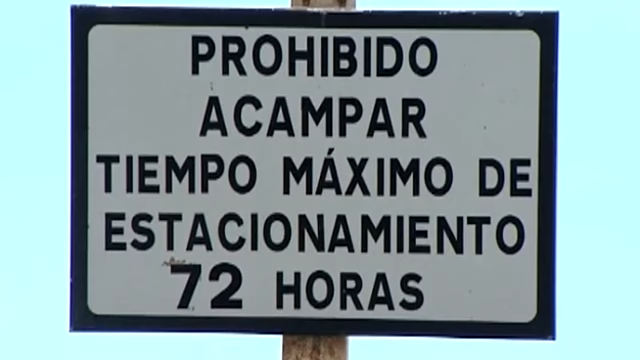 PROHIBIDO
ACAMPAR
TIEMPO MÁXIMO DE
ESTACIONAMIENTO
72 HORAS